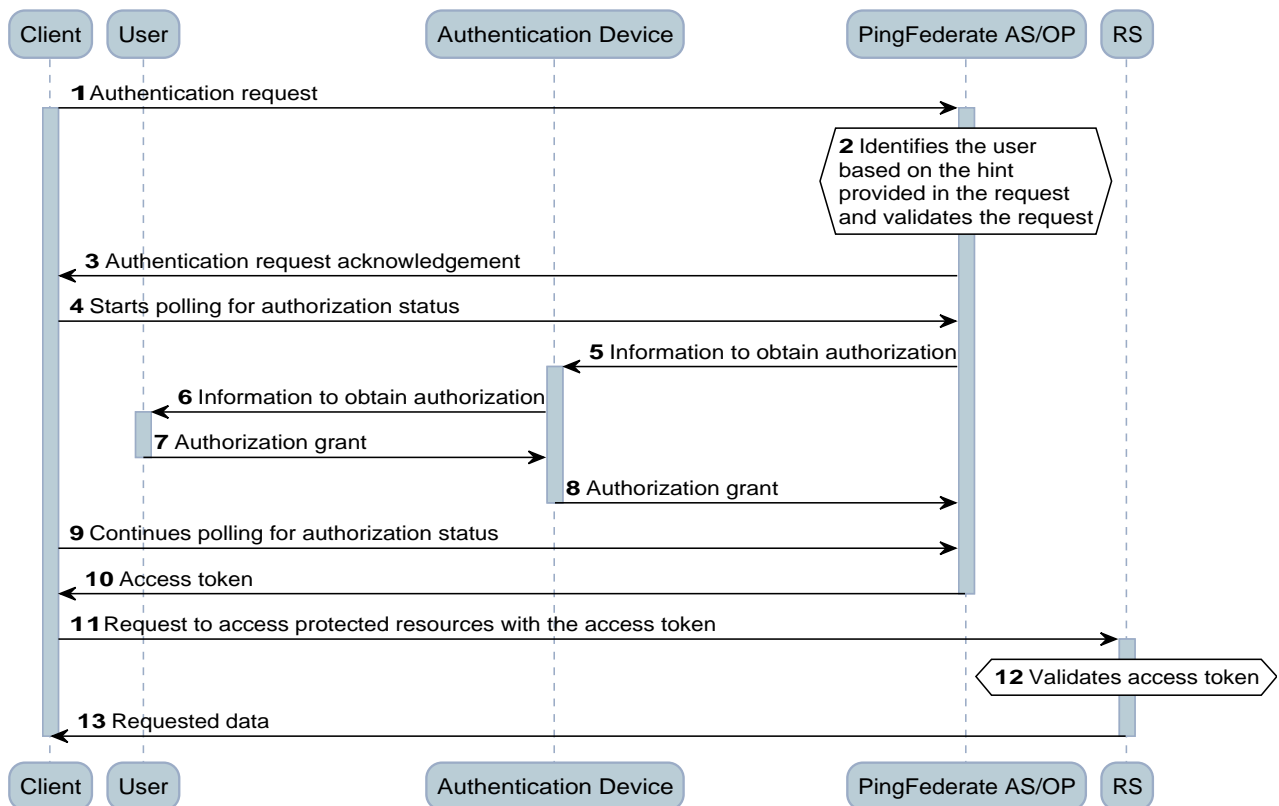 Client
User
Authentication Device
PingFederate AS/OP
RS
1 Authentication request
2 Identifies the user
based on the hint
provided in the request
and validates the request
3 Authentication request acknowledgement
4 Starts polling for authorization status
5 Information to obtain authorization
6 Information to obtain authorization
7 Authorization grant
8 Authorization grant
9 Continues polling for authorization status
10 Access token
11 Request to access protected resources with the access token
12 Validates access token
13 Requested data
Client
User
Authentication Device
PingFederate AS/OP
RS